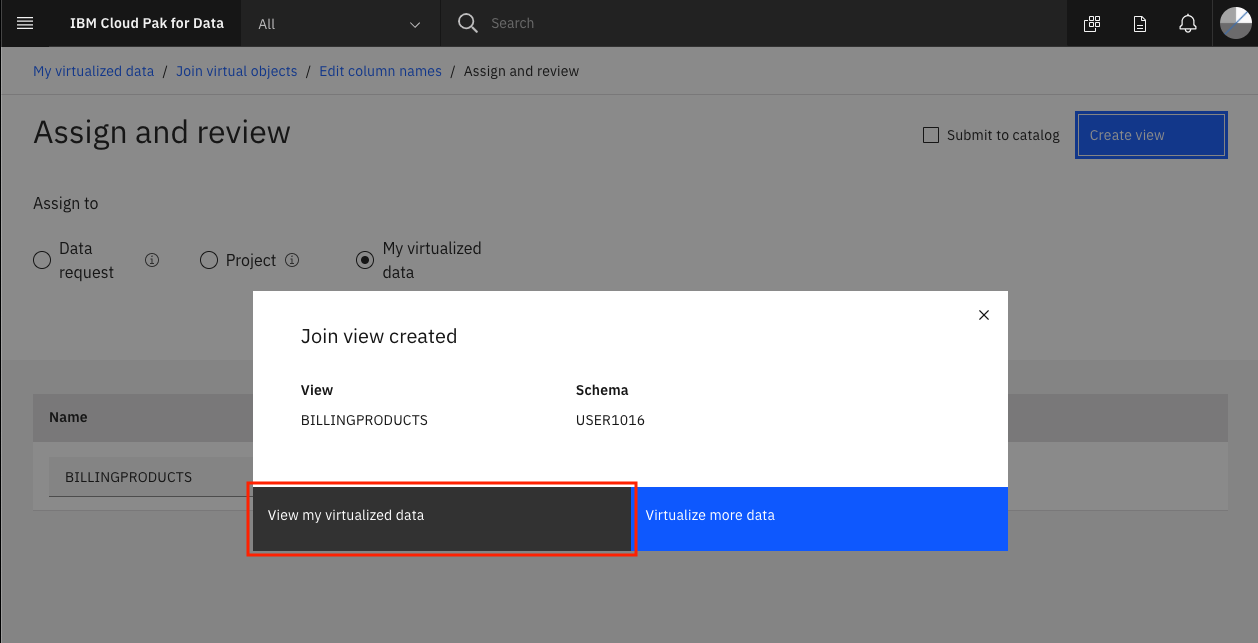 IBM Cloud Pak for Data All Search
My virtualized data / Join virtual objects / Edit column names / Assign and review
Assign and review
Submit to catalog
Create view
Assign to
Data request
Project
My virtualized data
Join view created
View Schema
BILLINGPRODUCTS USER1016
Name
BILLINGPRODUCTS
View my virtualized data Virtualize more data